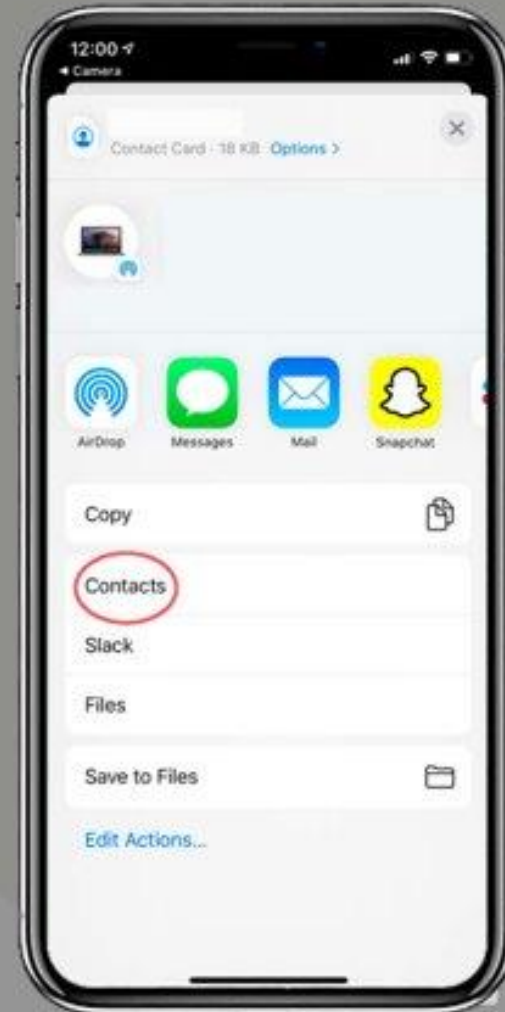 12:00
Camera
Contact Card · 18 KB Options >
AirDrop
Messages
Mail
Snapchat
Copy
Contacts
Slack
Files
Save to Files
Edit Actions...